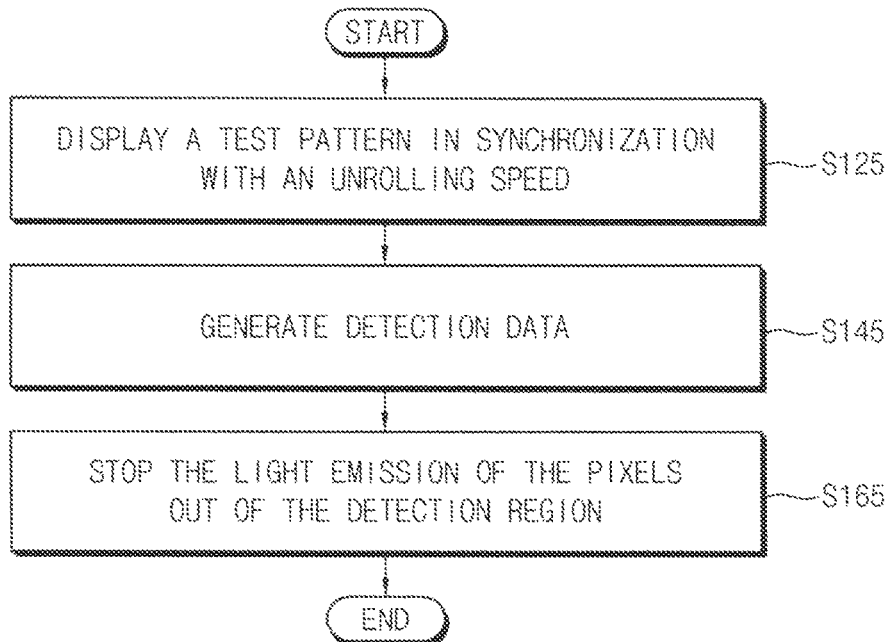 START
DISPLAY A TEST PATTERN IN SYNCHRONIZATION
WITH AN UNROLLING SPEED
S125
GENERATE DETECTION DATA
S145
STOP THE LIGHT EMISSION OF THE PIXELS
OUT OF THE DETECTION REGION
S165
END